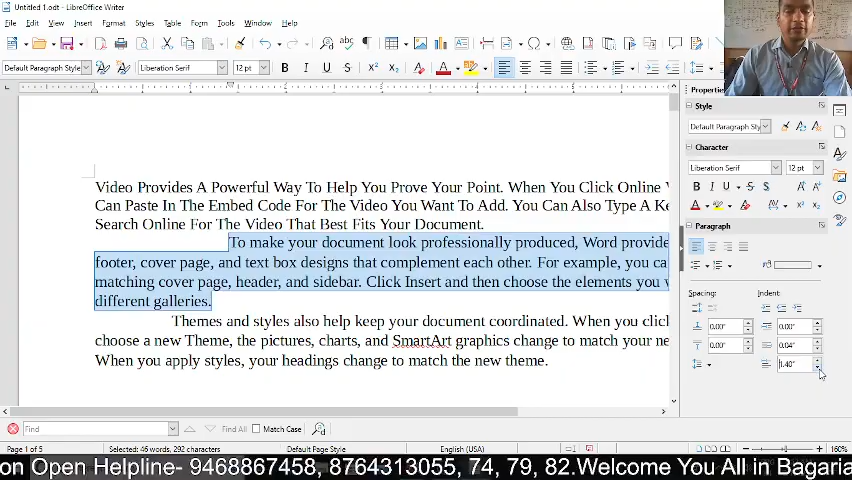 Untitled 1.odt - LibreOffice Writer
File Edit View Insert Format Styles Table Form Tools Window Help
Default Paragraph Style Liberation Serif 12 pt B I U S X² X₂ A
Properties
Style
Default Paragraph Styl
Video Provides A Powerful Way To Help You Prove Your Point. When You Click Online V
Can Paste In The Embed Code For The Video You Want To Add. You Can Also Type A Ke
Search Online For The Video That Best Fits Your Document.
To make your document look professionally produced, Word provide
footer, cover page, and text box designs that complement each other. For example, you ca
matching cover page, header, and sidebar. Click Insert and then choose the elements you w
different galleries.
Themes and styles also help keep your document coordinated. When you click
choose a new Theme, the pictures, charts, and SmartArt graphics change to match your ne
When you apply styles, your headings change to match the new theme.
Character
Liberation Serif 12 pt
B I U S S
Paragraph
Spacing: Indent:
0.00" 0.00"
0.00" 0.04"
1.40"
Find Find All Match Case
Page 1 of 5 Selected: 46 words, 292 characters Default Page Style English (USA) 160%
on Open Helpline- 9468867458, 8764313055, 74, 79, 82.Welcome You All in Bagaria